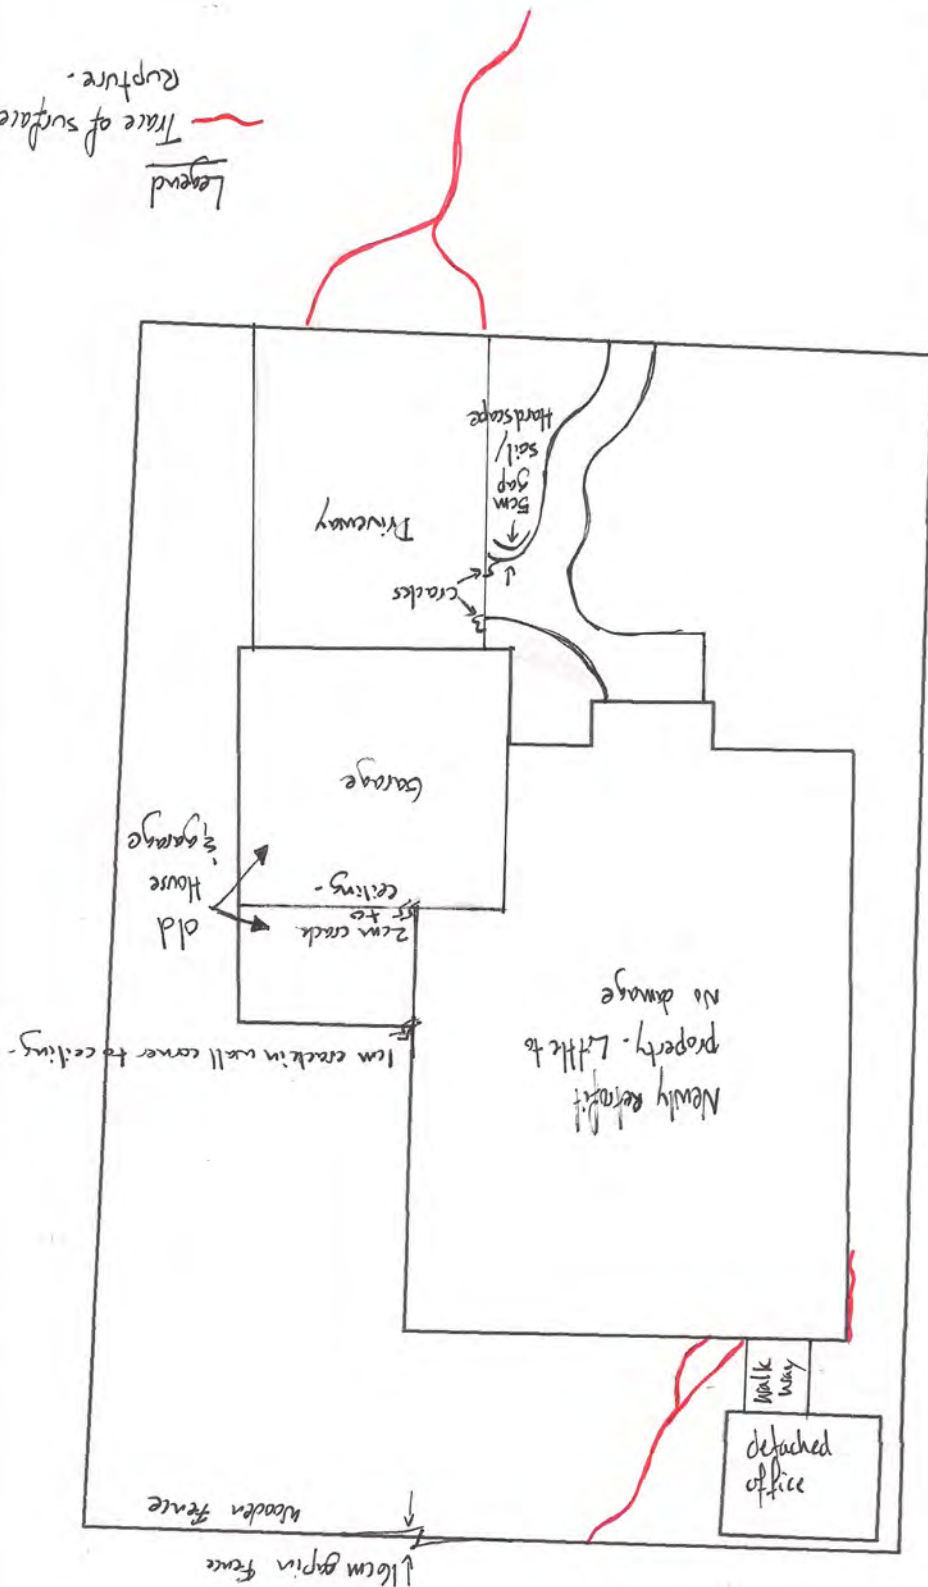 Legend
Trace of surface
Rupture.
Driveway
5cm
gap
soil/
Hardscape
cracks
Garage
old
House
& garage
2cm crack
to
ceiling.
1cm crack in wall corner to ceiling.
Newly Retrofit
property. Little to
No damage
walk
way
detached
office
Wooden Fence
16cm gap in Fence